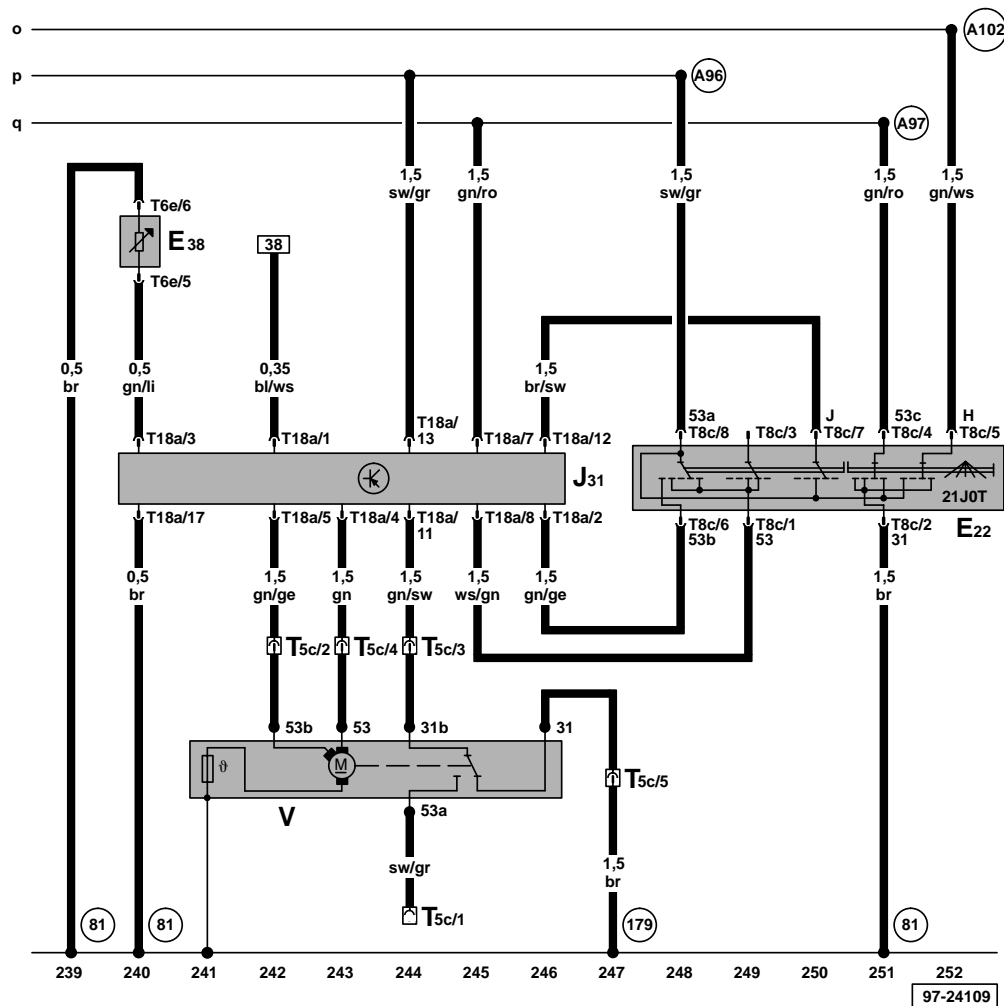 o
A102
p
A96
q
A97
1,5 1,5 1,5 1,5 1,5
sw/gr gn/ro sw/gr gn/ro gn/ws
T6e/6
E38
38
T6e/5
0,5 0,5 0,35 1,5
br gn/li bl/ws br/sw
53a J 53c H
T18a/3 T18a/1 T18a/13 T18a/7 T18a/12 T8c/8 T8c/3 T8c/7 T8c/4 T8c/5
J31
21J0T
T18a/17 T18a/5 T18a/4 T18a/11 T18a/8 T18a/2 T8c/6 T8c/1 T8c/2
53b 53 31
E22
0,5 1,5 1,5 1,5 1,5 1,5 1,5
br gn/ge gn gn/sw ws/gn gn/ge br
T5c/2 T5c/4 T5c/3
53b 53 31b 31
ϑ M
T5c/5
V 53a
sw/gr 1,5
br
T5c/1
81 81 179 81
239 240 241 242 243 244 245 246 247 248 249 250 251 252
97-24109